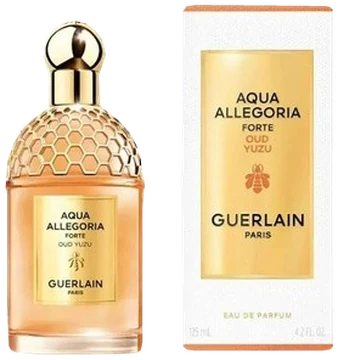 AQUA
ALLEGORIA
FORTE
OUD YUZU
GUERLAIN
PARIS
AQUA
ALLEGORIA
FORTE
OUD
YUZU
GUERLAIN
PARIS
EAU DE PARFUM
125 mL 4.2 FL. OZ.